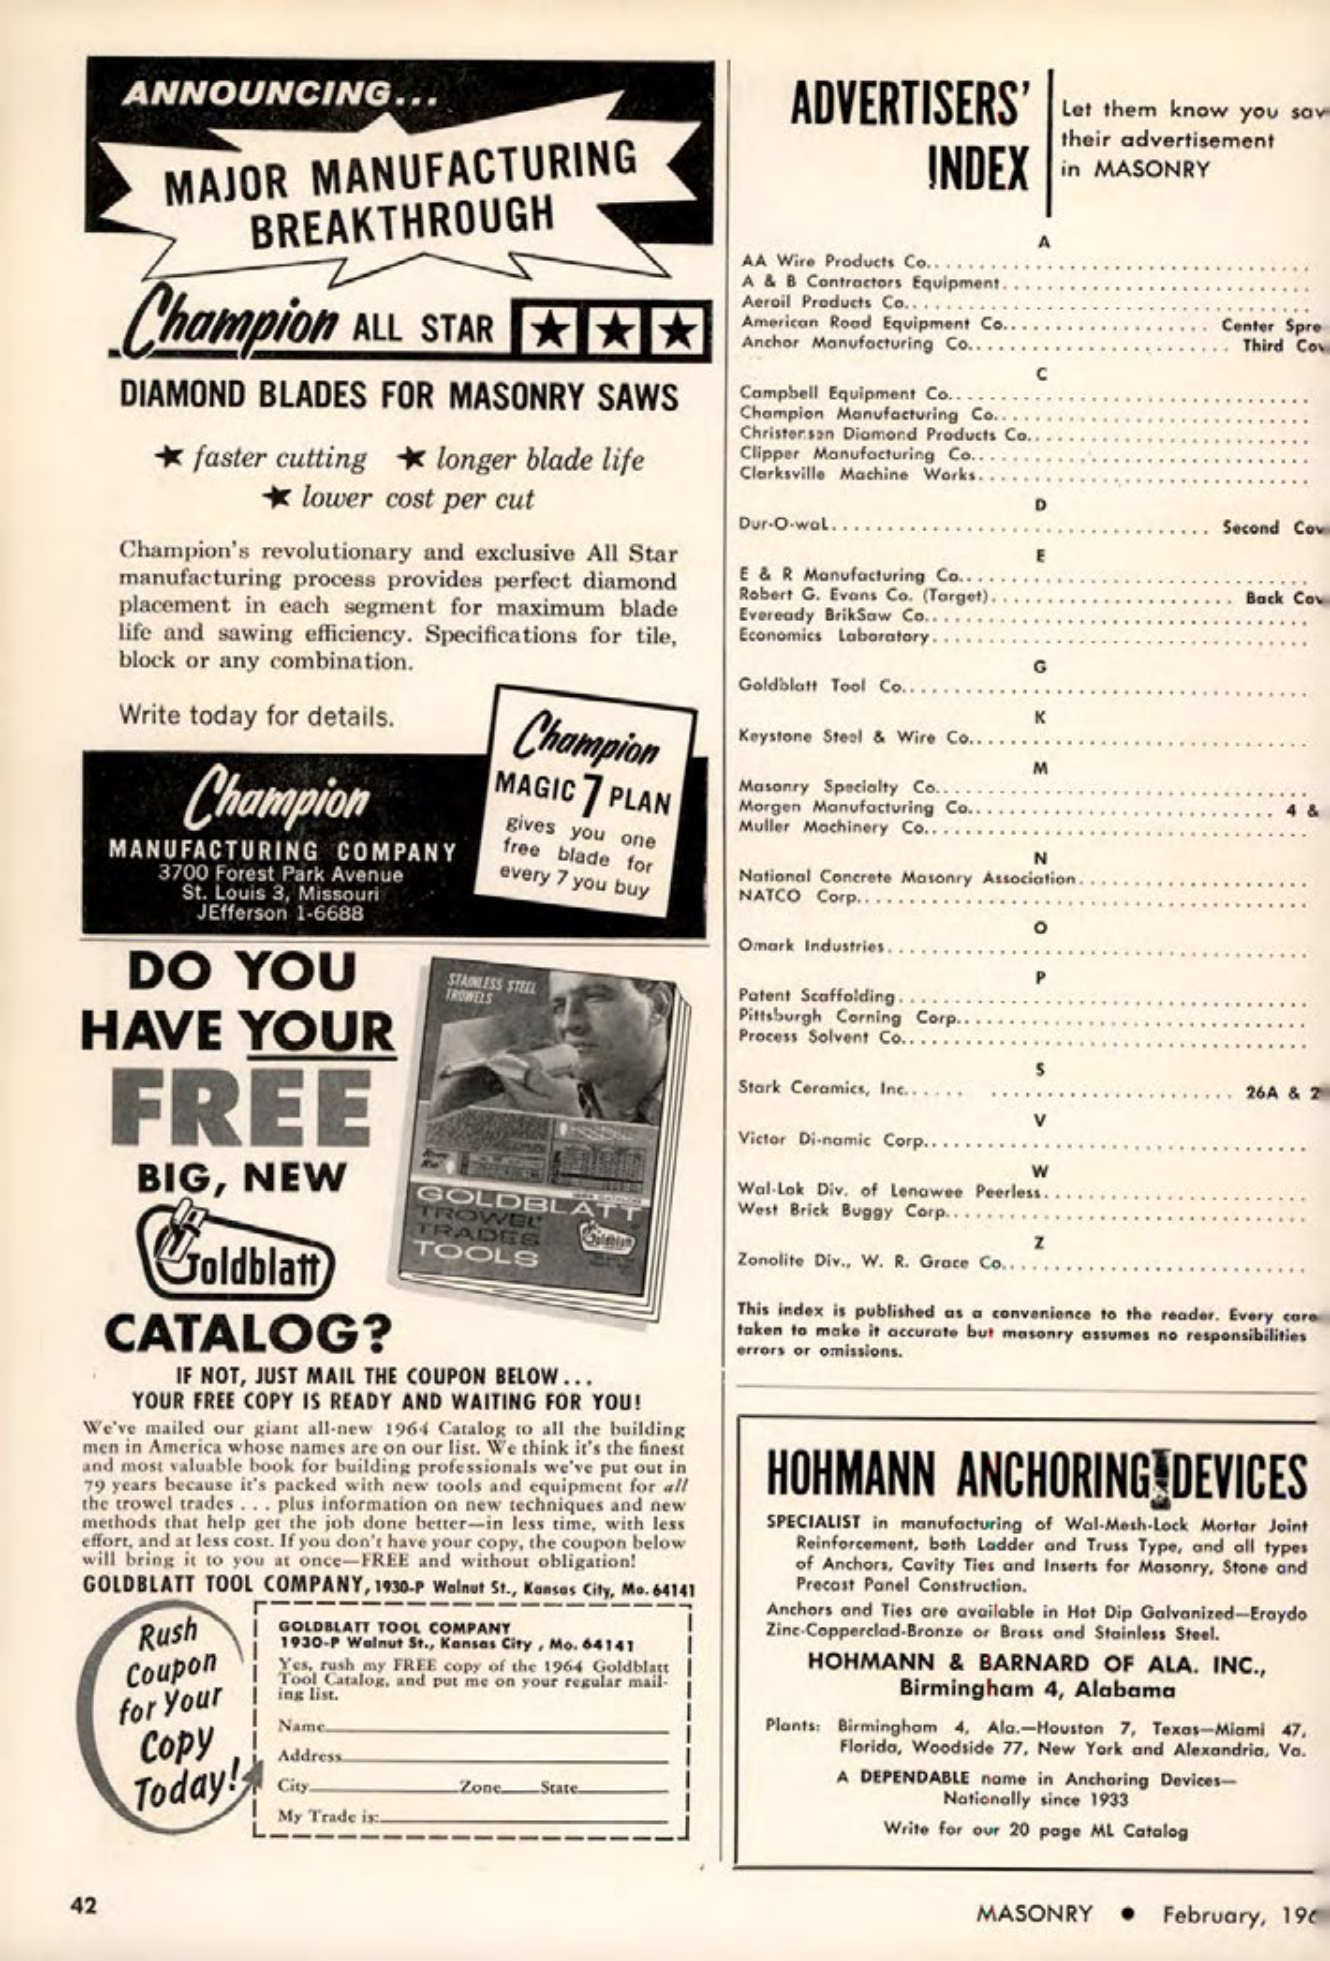 ANNOUNCING...
MAJOR MANUFACTURING
BREAKTHROUGH
Champion ALL STAR
DIAMOND BLADES FOR MASONRY SAWS
faster cutting longer blade life
lower cost per cut
Champion's revolutionary and exclusive All Star
manufacturing process provides perfect diamond
placement in each segment for maximum blade
life and sawing efficiency. Specifications for tile,
block or any combination.
Write today for details.
Champion
MAGIC 7 PLAN
gives you one
free blade for
every 7 you buy
Champion
MANUFACTURING COMPANY
3700 Forest Park Avenue
St. Louis 3, Missouri
JEfferson 1-6688
DO YOU
HAVE YOUR
FREE
BIG, NEW
Goldblatt
CATALOG?
STAINLESS STEEL
TROWELS
GOLDBLATT
TROWEL
TRADES
TOOLS
Goldblatt
IF NOT, JUST MAIL THE COUPON BELOW...
YOUR FREE COPY IS READY AND WAITING FOR YOU!
We've mailed our giant all-new 1964 Catalog to all the building
men in America whose names are on our list. We think it's the finest
and most valuable book for building professionals we've put out in
79 years because it's packed with new tools and equipment for all
the trowel trades . . . plus information on new techniques and new
methods that help get the job done better—in less time, with less
effort, and at less cost. If you don't have your copy, the coupon below
will bring it to you at once—FREE and without obligation!
GOLDBLATT TOOL COMPANY, 1930-P Walnut St., Kansas City, Mo. 64141
Rush
Coupon
for Your
Copy
Today!
GOLDBLATT TOOL COMPANY
1930-P Walnut St., Kansas City , Mo. 64141
Yes, rush my FREE copy of the 1964 Goldblatt
Tool Catalog, and put me on your regular mail-
ing list.
Name
Address
City Zone State
My Trade is:
42
ADVERTISERS'
INDEX
Let them know you sav
their advertisement
in MASONRY
A
AA Wire Products Co.
A & B Contractors Equipment
Aeroil Products Co.
American Road Equipment Co. Center Spre
Anchor Manufacturing Co. Third Cov
C
Campbell Equipment Co.
Champion Manufacturing Co.
Christensen Diamond Products Co.
Clipper Manufacturing Co.
Clarksville Machine Works
D
Dur-O-waL Second Cov
E
E & R Manufacturing Co.
Robert G. Evans Co. (Target) Back Cov
Eveready BrikSaw Co.
Economics Laboratory
G
Goldblatt Tool Co.
K
Keystone Steel & Wire Co.
M
Masonry Specialty Co.
Morgen Manufacturing Co. 4 &
Muller Machinery Co.
N
National Concrete Masonry Association
NATCO Corp.
O
Omark Industries
P
Patent Scaffolding
Pittsburgh Corning Corp.
Process Solvent Co.
S
Stark Ceramics, Inc. 26A & 2
V
Victor Di-namic Corp.
W
Wal-Lok Div. of Lenawee Peerless
West Brick Buggy Corp.
Z
Zonolite Div., W. R. Grace Co.
This index is published as a convenience to the reader. Every care
taken to make it accurate but masonry assumes no responsibilities
errors or omissions.
HOHMANN ANCHORING DEVICES
SPECIALIST in manufacturing of Wal-Mesh-Lock Mortar Joint
Reinforcement, both Ladder and Truss Type, and all types
of Anchors, Cavity Ties and Inserts for Masonry, Stone and
Precast Panel Construction.
Anchors and Ties are available in Hot Dip Galvanized—Eraydo
Zinc-Copperclad-Bronze or Brass and Stainless Steel.
HOHMANN & BARNARD OF ALA. INC.,
Birmingham 4, Alabama
Plants: Birmingham 4, Ala.—Houston 7, Texas—Miami 47,
Florida, Woodside 77, New York and Alexandria, Va.
A DEPENDABLE name in Anchoring Devices—
Nationally since 1933
Write for our 20 page ML Catalog
MASONRY • February, 196